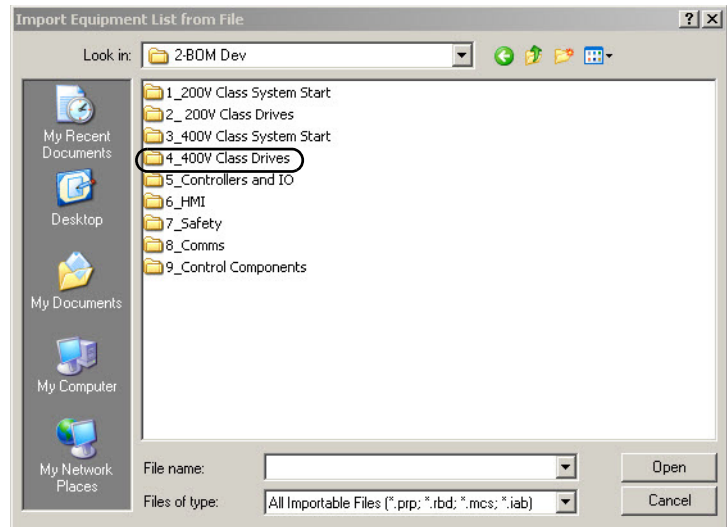 Import Equipment List from File
Look in: 2-BOM Dev
1_200V Class System Start
2_ 200V Class Drives
3_400V Class System Start
4_400V Class Drives
5_Controllers and IO
6_HMI
7_Safety
8_Comms
9_Control Components
My Recent
Documents
Desktop
My Documents
My Computer
My Network
Places
File name:
Open
Files of type: All Importable Files (*.prp; *.rbd; *.mcs; *.iab)
Cancel